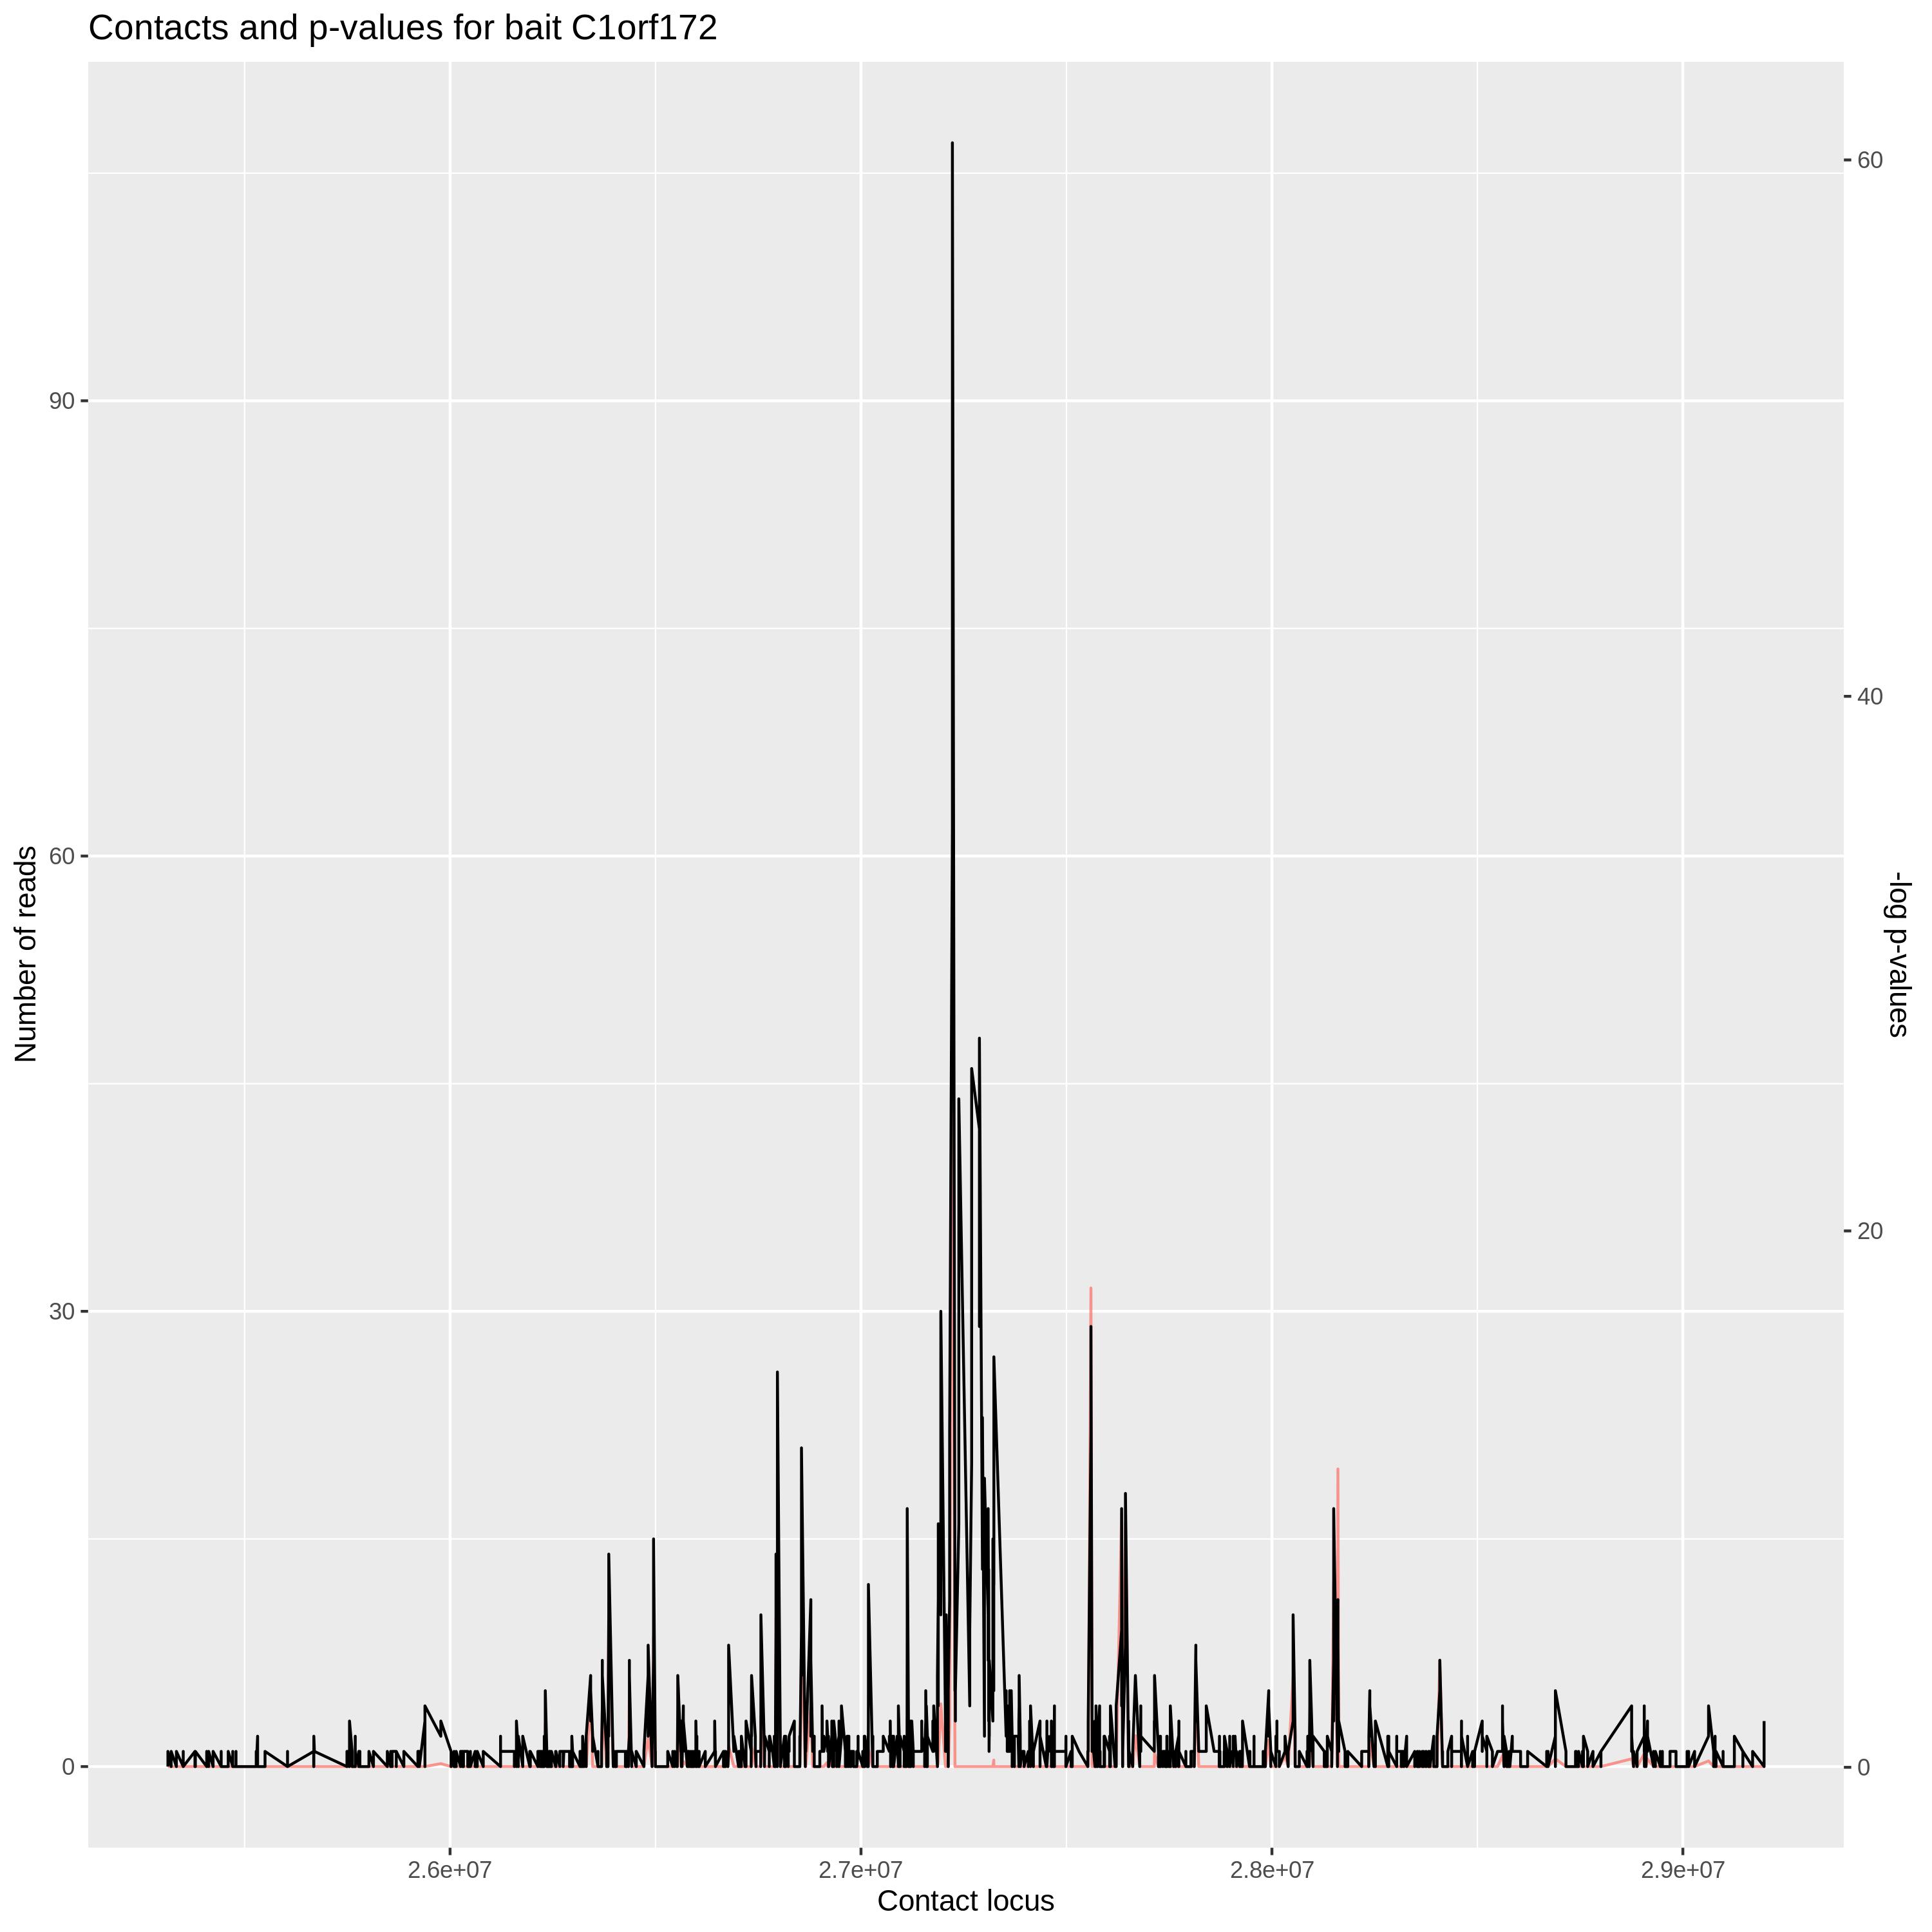 Contacts and p-values for bait C1orf172
Number of reads
90
60
30
0
60
40
20
0
-log p-values
2.6e+07
2.7e+07
2.8e+07
2.9e+07
Contact locus